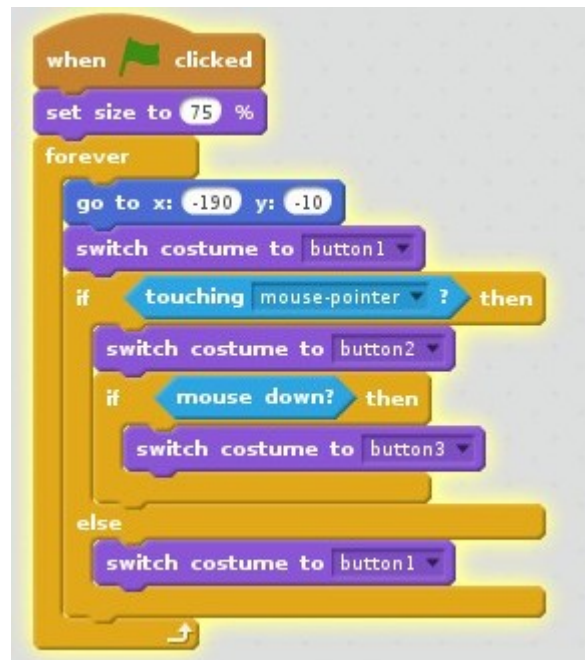 when clicked
set size to 75 %
forever
go to x: -190 y: -10
switch costume to button1
if touching mouse-pointer ? then
switch costume to button2
if mouse down? then
switch costume to button3
else
switch costume to button1